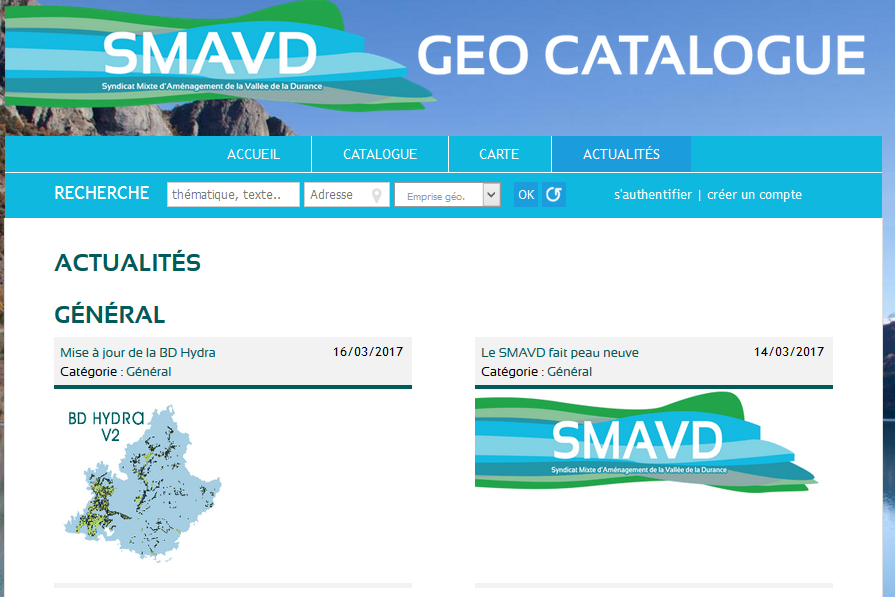 SMAVD
Syndicat Mixte d'Aménagement de la Vallée de la Durance
GEO CATALOGUE
ACCUEIL CATALOGUE CARTE ACTUALITÉS
RECHERCHE thématique, texte.. Adresse Emprise géo. OK s'authentifier | créer un compte
ACTUALITÉS
GÉNÉRAL
Mise à jour de la BD Hydra 16/03/2017
Catégorie : Général
BD HYDRA
V2
Le SMAVD fait peau neuve 14/03/2017
Catégorie : Général
SMAVD
Syndicat Mixte d'Aménagement de la Vallée de la Durance